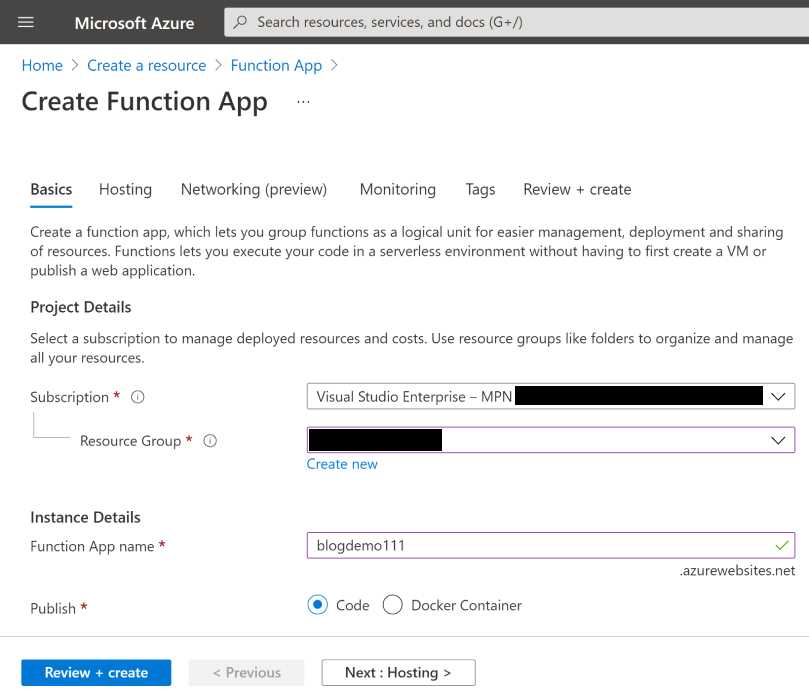 Microsoft Azure
Search resources, services, and docs (G+/)
Home > Create a resource > Function App >
Create Function App ...
Basics Hosting Networking (preview) Monitoring Tags Review + create
Create a function app, which lets you group functions as a logical unit for easier management, deployment and sharing
of resources. Functions lets you execute your code in a serverless environment without having to first create a VM or
publish a web application.
Project Details
Select a subscription to manage deployed resources and costs. Use resource groups like folders to organize and manage
all your resources.
Subscription *
Visual Studio Enterprise – MPN
Resource Group *
Create new
Instance Details
Function App name *
blogdemo111
.azurewebsites.net
Publish *
Code Docker Container
Review + create < Previous Next : Hosting >